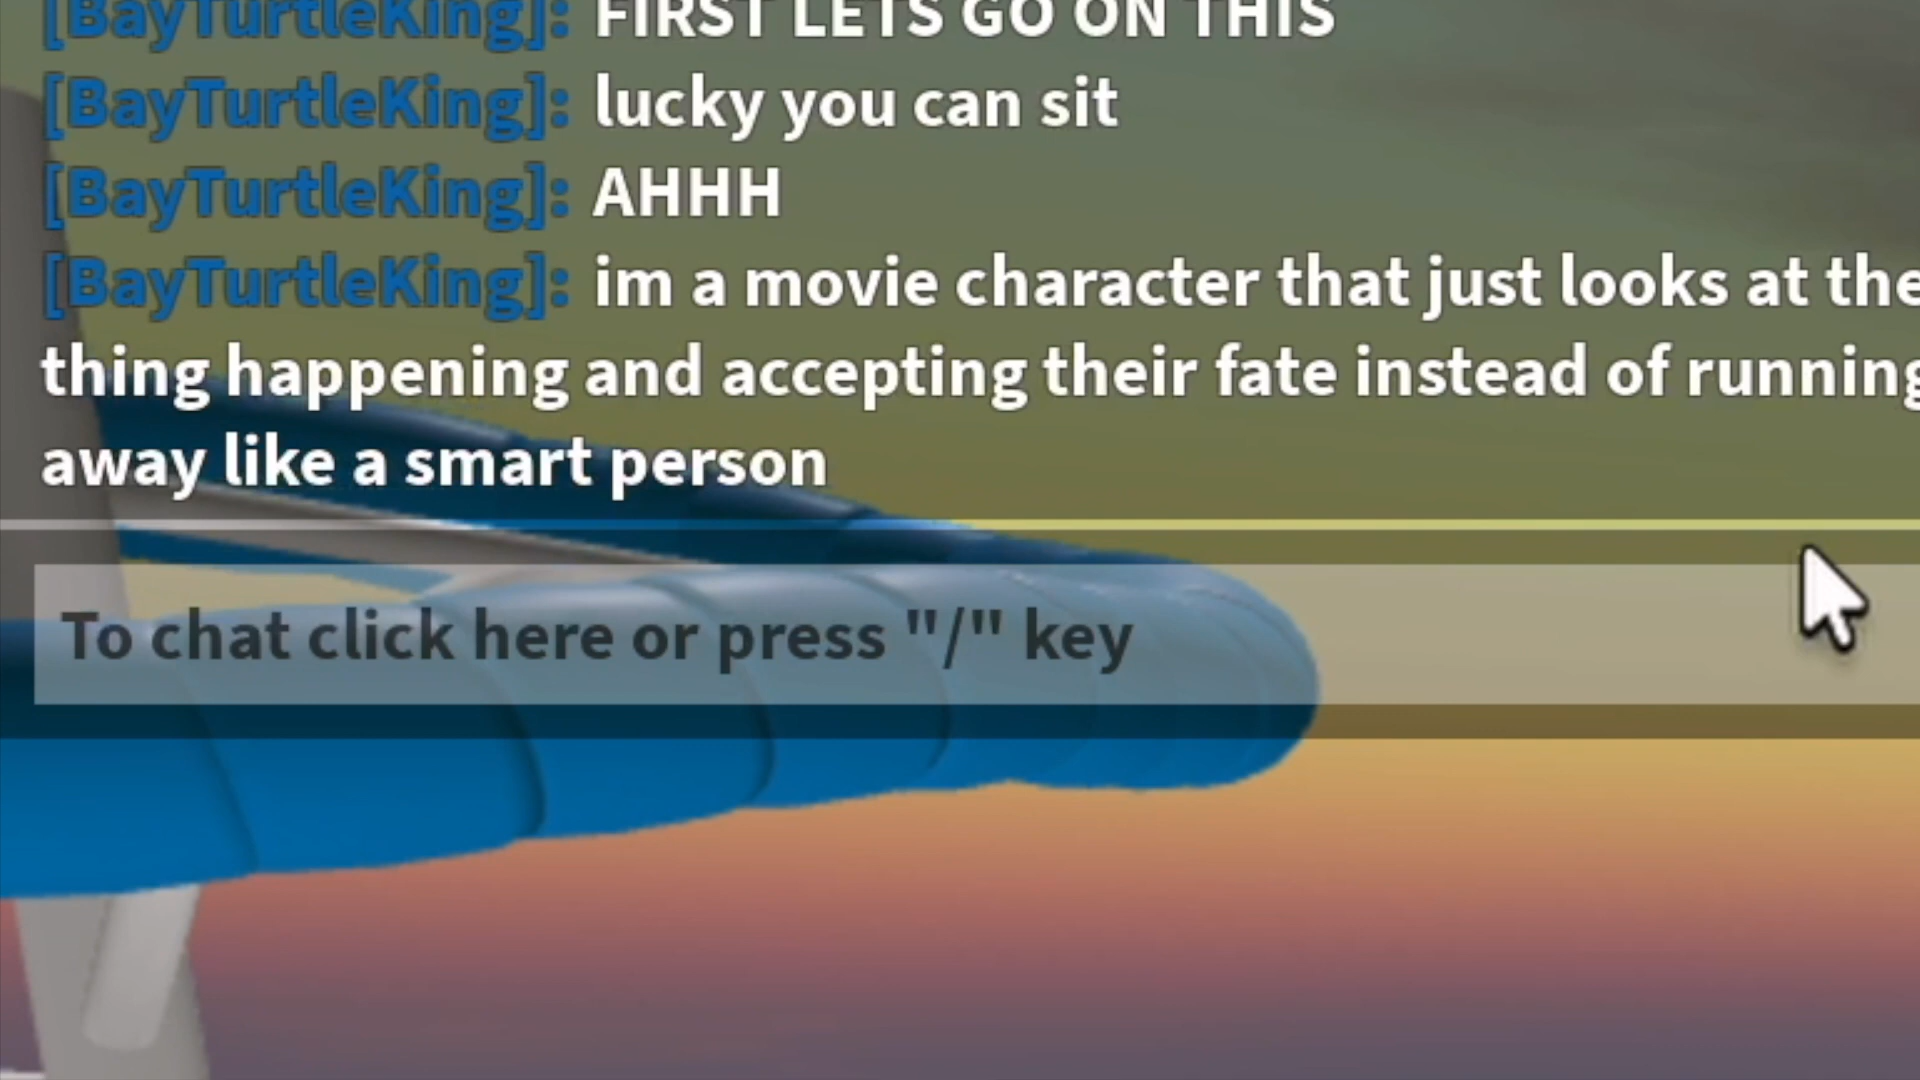 [BayTurtleKing]: FIRST LETS GO ON THIS
[BayTurtleKing]: lucky you can sit
[BayTurtleKing]: AHHH
[BayTurtleKing]: im a movie character that just looks at the
thing happening and accepting their fate instead of running
away like a smart person
To chat click here or press "/" key